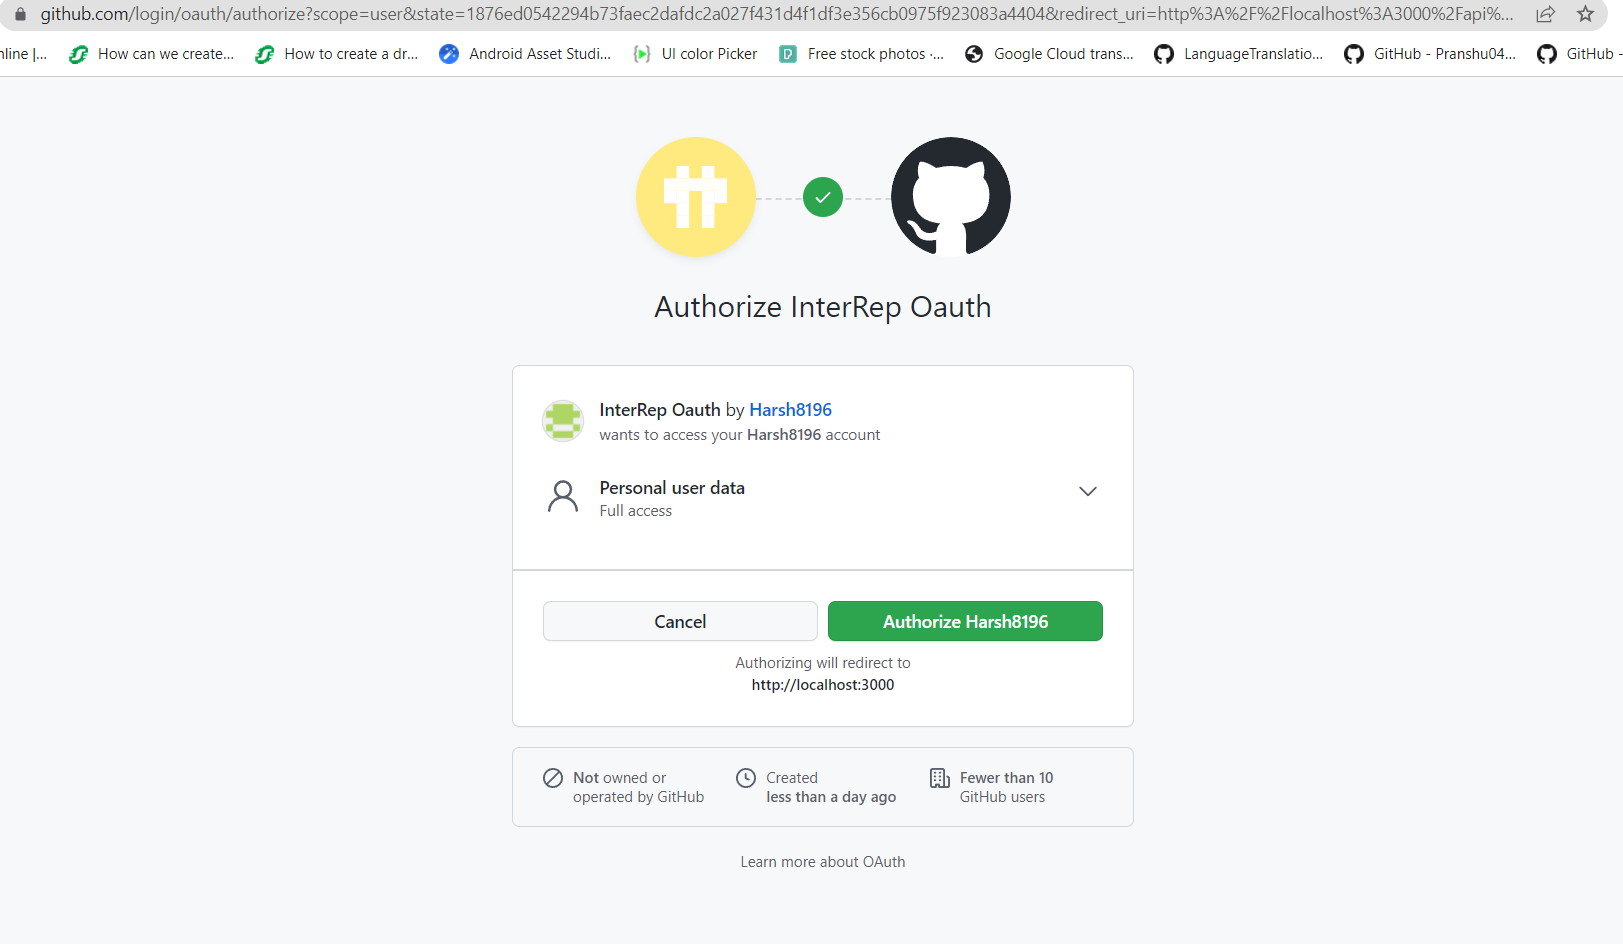 github.com/login/oauth/authorize?scope=user&state=1876ed0542294b73faec2dafdc2a027f431d4f1df3e356cb0975f923083a4404&redirect_uri=http%3A%2F%2Flocalhost%3A3000%2Fapi%...
nline |... How can we create... How to create a dr... Android Asset Studi... UI color Picker Free stock photos ·... Google Cloud trans... LanguageTranslatio... GitHub - Pranshu04... GitHub -
Authorize InterRep Oauth
InterRep Oauth by Harsh8196
wants to access your Harsh8196 account
Personal user data
Full access
Cancel
Authorize Harsh8196
Authorizing will redirect to
http://localhost:3000
Not owned or
operated by GitHub
Created
less than a day ago
Fewer than 10
GitHub users
Learn more about OAuth